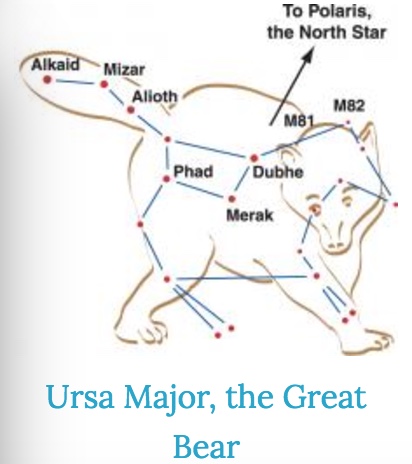 To Polaris,
the North Star
Alkaid
Mizar
Alioth
M82
M81
Phad
Dubhe
Merak
Ursa Major, the Great
Bear